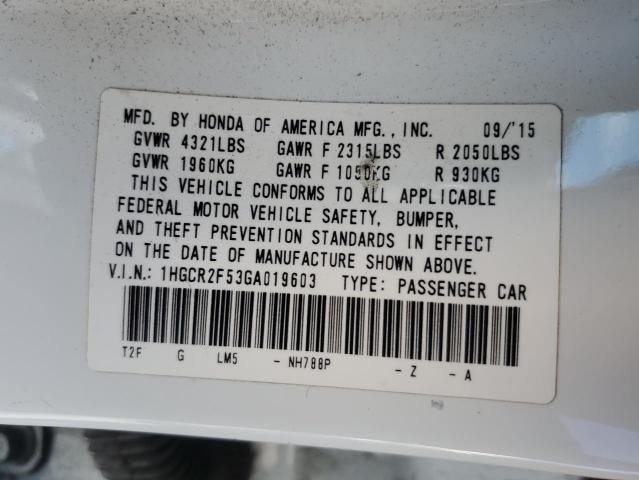 MFD. BY HONDA OF AMERICA MFG., INC. 09/'15
GVWR 4321LBS GAWR F 2315LBS R 2050LBS
GVWR 1960KG GAWR F 1050KG R 930KG
THIS VEHICLE CONFORMS TO ALL APPLICABLE
FEDERAL MOTOR VEHICLE SAFETY, BUMPER,
AND THEFT PREVENTION STANDARDS IN EFFECT
ON THE DATE OF MANUFACTURE SHOWN ABOVE.
V.I.N.: 1HGCR2F53GA019603 TYPE: PASSENGER CAR
T2F G LM5 - NH788P - Z - A